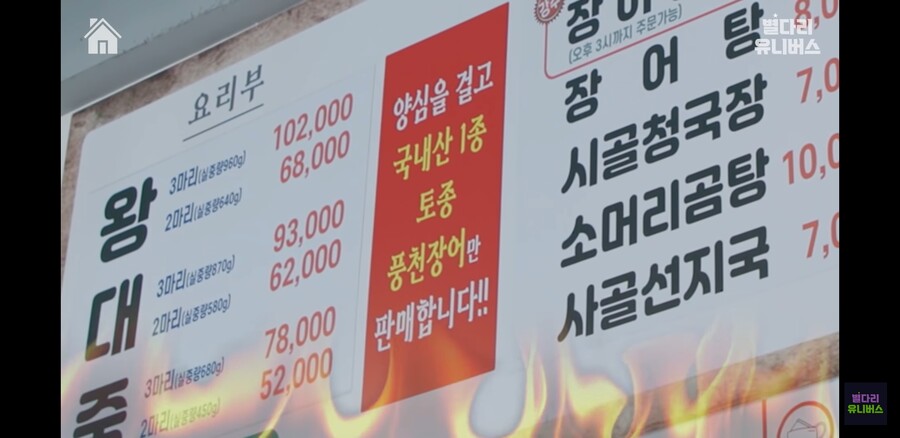 요리부
왕
3마리(실중량960g) 102,000
2마리(실중량640g) 68,000
대
3마리(실중량870g) 93,000
2마리(실중량580g) 62,000
중
3마리(실중량680g) 78,000
2마리(실중량450g) 52,000
양심을 걸고
국내산 1종
토종
풍천장어만
판매합니다!!
(오후 3시까지 주문가능)
장어탕
시골청국장
소머리곰탕
사골선지국
별다리
유니버스
별다리
유니버스